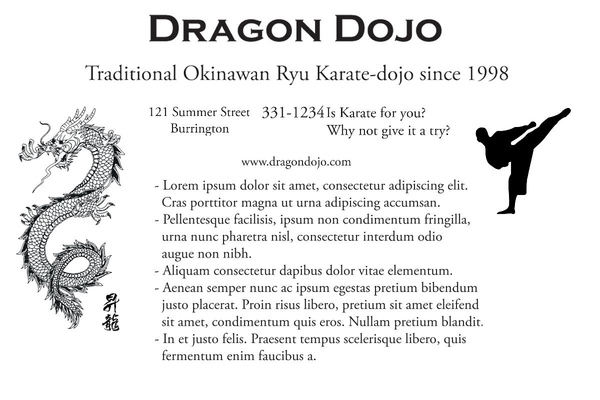 Dragon Dojo
Traditional Okinawan Ryu Karate-dojo since 1998
121 Summer Street 331-1234 Is Karate for you?
Burrington Why not give it a try?
www.dragondojo.com
- Lorem ipsum dolor sit amet, consectetur adipiscing elit.
Cras porttitor magna ut urna adipiscing accumsan.
- Pellentesque facilisis, ipsum non condimentum fringilla,
urna nunc pharetra nisl, consectetur interdum odio
augue non nibh.
- Aliquam consectetur dapibus dolor vitae elementum.
- Aenean semper nunc ac ipsum egestas pretium bibendum
justo placerat. Proin risus libero, pretium sit amet eleifend
sit amet, condimentum quis eros. Nullam pretium blandit.
- In et justo felis. Praesent tempus scelerisque libero, quis
fermentum enim faucibus a.
昇
龍